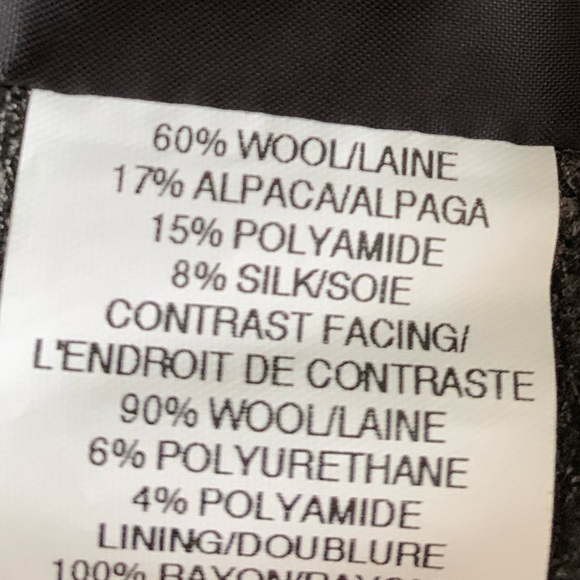 60% WOOL/LAINE
17% ALPACA/ALPAGA
15% POLYAMIDE
8% SILK/SOIE
CONTRAST FACING/
L'ENDROIT DE CONTRASTE
90% WOOL/LAINE
6% POLYURETHANE
4% POLYAMIDE
LINING/DOUBLURE
100%